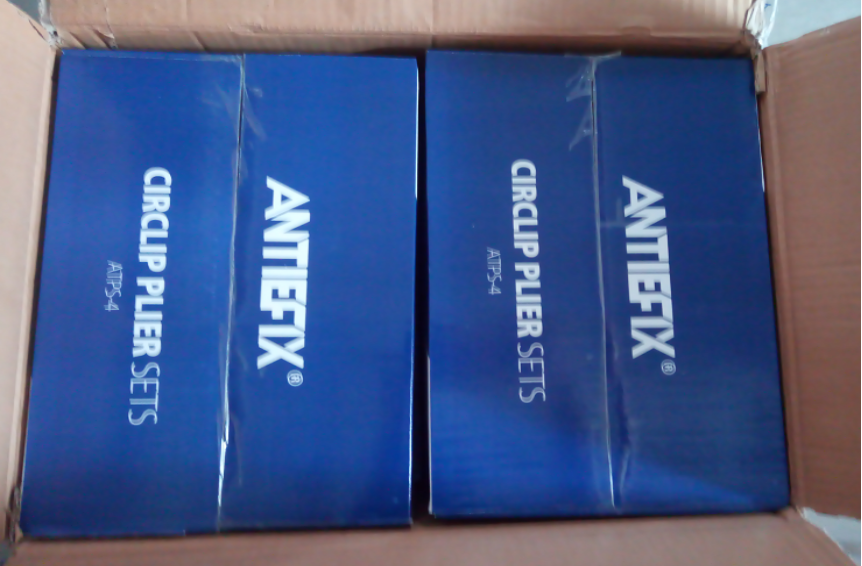 ANTIEFIX®
CIRCLIP PLIER SETS
ATPS-4
ANTIEFIX®
CIRCLIP PLIER SETS
ATPS-4